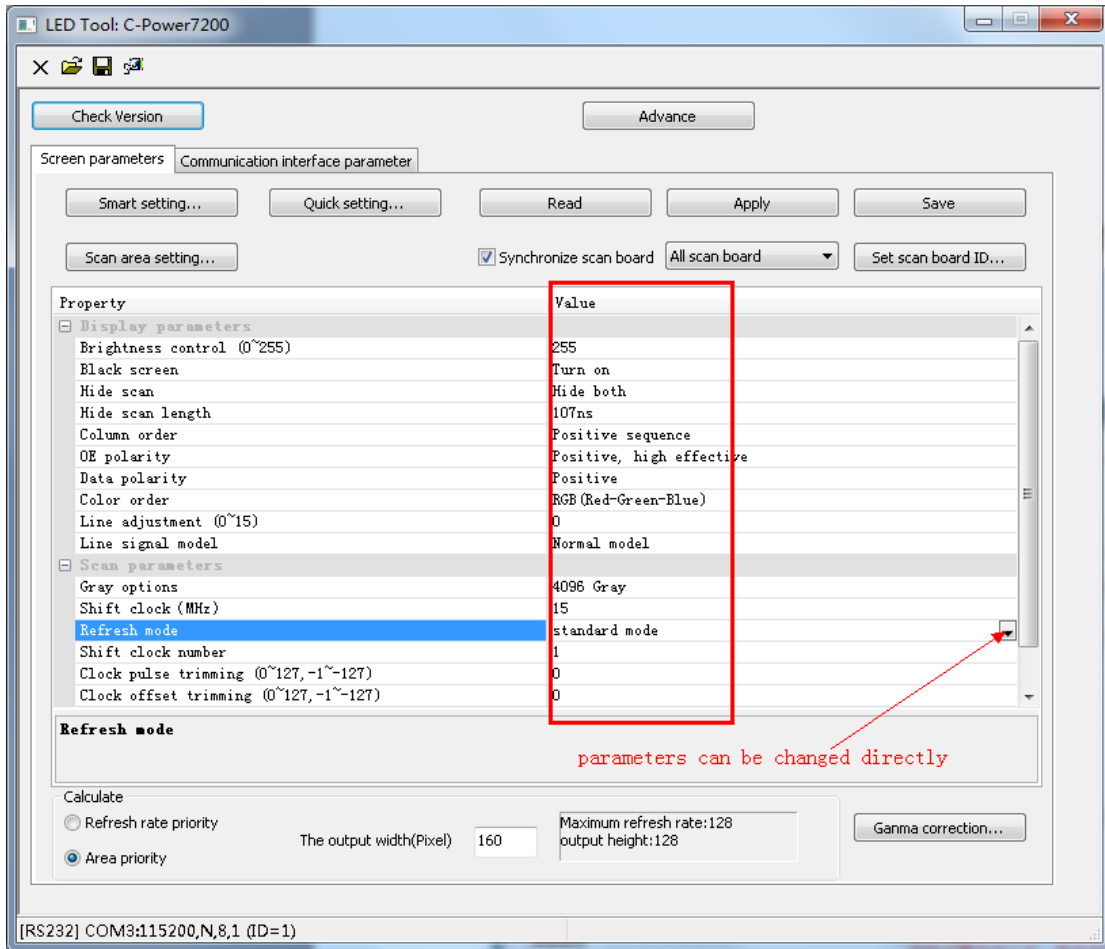 LED Tool: C-Power7200
Check Version
Advance
Screen parameters
Communication interface parameter
Smart setting...
Quick setting...
Read
Apply
Save
Scan area setting...
Synchronize scan board
All scan board
Set scan board ID...
Property Value
Display parameters
Brightness control (0~255) 255
Black screen Turn on
Hide scan Hide both
Hide scan length 107ns
Column order Positive sequence
OE polarity Positive, high effective
Data polarity Positive
Color order RGB(Red-Green-Blue)
Line adjustment (0~15) 0
Line signal model Normal model
Scan parameters
Gray options 4096 Gray
Shift clock(MHz) 15
Refresh mode standard mode
Shift clock number 1
Clock pulse trimming (0~127,-1~-127) 0
Clock offset trimming (0~127,-1~-127) 0
Refresh mode
parameters can be changed directly
Calculate
Refresh rate priority
Area priority
The output width(Pixel) 160
Maximum refresh rate:128
output height:128
Ganma correction...
[RS232] COM3:115200,N,8,1 (ID=1)